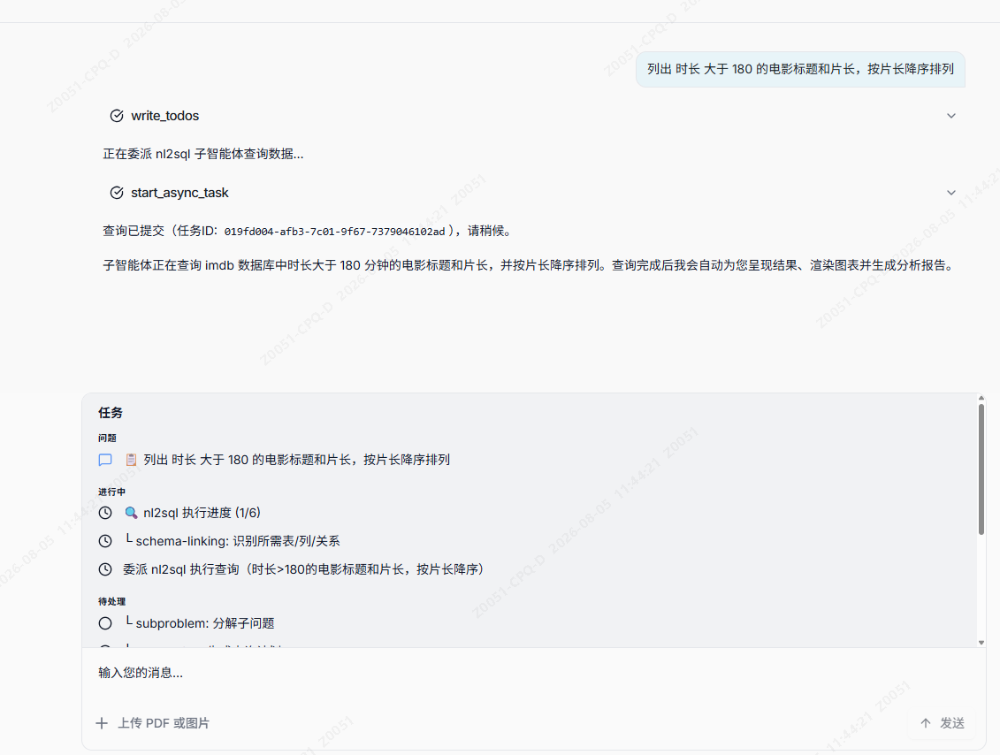 列出 时长 大于 180 的电影标题和片长，按片长降序排列
write_todos
正在委派 nl2sql 子智能体查询数据...
start_async_task
查询已提交（任务ID：019fd004-afb3-7c01-9f67-7379046102ad），请稍候。
子智能体正在查询 imdb 数据库中时长大于 180 分钟的电影标题和片长，并按片长降序排列。查询完成后我会自动为您呈现结果、渲染图表并生成分析报告。
任务
问题
列出 时长 大于 180 的电影标题和片长，按片长降序排列
进行中
nl2sql 执行进度 (1/6)
└ schema-linking: 识别所需表/列/关系
委派 nl2sql 执行查询（时长>180的电影标题和片长，按片长降序）
待处理
└ subproblem: 分解子问题
输入您的消息...
上传 PDF 或图片
发送
Z0051-CPQ-D 2026-08-05 11:44:21 Z0051